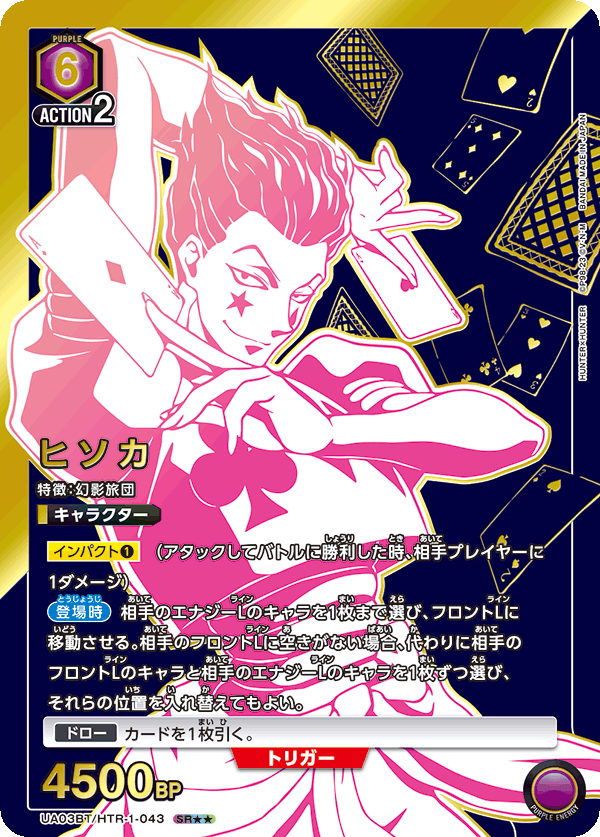 PURPLE
6
ACTION2
HUNTER×HUNTER ©P98-23 ©V･N･M BANDAI MADE IN JAPAN
ヒソカ
特徴:幻影旅団
キャラクター
インパクト❶ (アタックしてバトルに勝利した時、相手プレイヤーに
1ダメージ)
登場時 相手のエナジーLのキャラを1枚まで選び、フロントLに
移動させる。相手のフロントLに空きがない場合、代わりに相手の
フロントLのキャラと相手のエナジーLのキャラを1枚ずつ選び、
それらの位置を入れ替えてもよい。
ドロー カードを1枚引く。
トリガー
4500BP
UA03BT/HTR-1-043 SR★★
PURPLE ENERGY